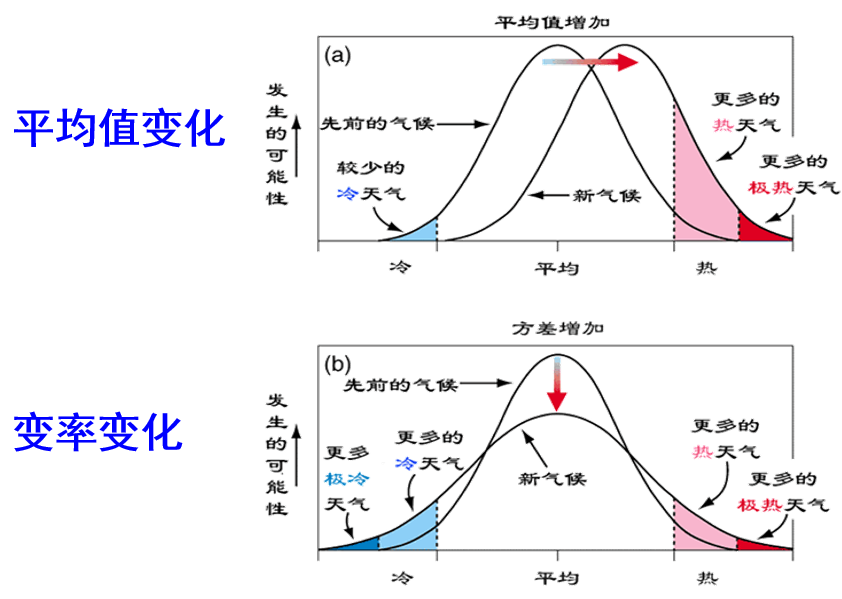 平均值增加
(a)
发生的可能性
平均值变化
先前的气候
较少的
冷天气
新气候
更多的
热天气
更多的
极热天气
冷
平均
热
方差增加
(b)
发生的可能性
变率变化
先前的气候
更多
极冷
天气
更多的
冷天气
新气候
更多的
热天气
更多的
极热天气
冷
平均
热